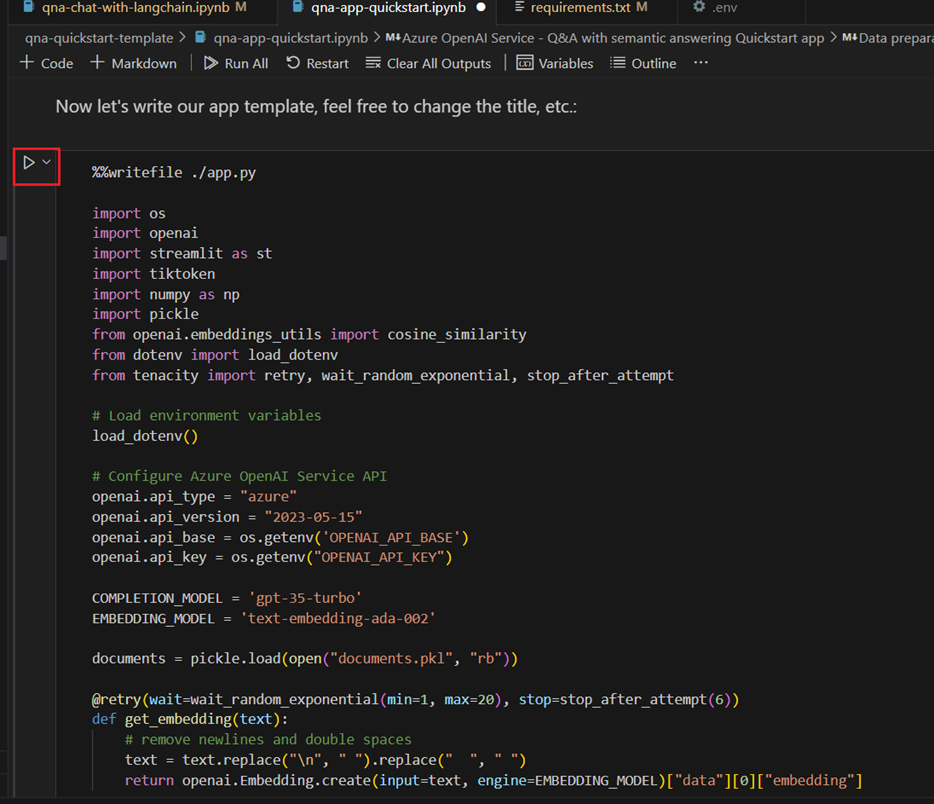 qna-chat-with-langchain.ipynb M qna-app-quickstart.ipynb requirements.txt M .env
qna-quickstart-template > qna-app-quickstart.ipynb > M↓Azure OpenAI Service - Q&A with semantic answering Quickstart app > M↓Data prepara
+ Code + Markdown Run All Restart Clear All Outputs Variables Outline ...
Now let's write our app template, feel free to change the title, etc.:
%%writefile ./app.py
import os
import openai
import streamlit as st
import tiktoken
import numpy as np
import pickle
from openai.embeddings_utils import cosine_similarity
from dotenv import load_dotenv
from tenacity import retry, wait_random_exponential, stop_after_attempt
# Load environment variables
load_dotenv()
# Configure Azure OpenAI Service API
openai.api_type = "azure"
openai.api_version = "2023-05-15"
openai.api_base = os.getenv('OPENAI_API_BASE')
openai.api_key = os.getenv("OPENAI_API_KEY")
COMPLETION_MODEL = 'gpt-35-turbo'
EMBEDDING_MODEL = 'text-embedding-ada-002'
documents = pickle.load(open("documents.pkl", "rb"))
@retry(wait=wait_random_exponential(min=1, max=20), stop=stop_after_attempt(6))
def get_embedding(text):
# remove newlines and double spaces
text = text.replace("\n", " ").replace("  ", " ")
return openai.Embedding.create(input=text, engine=EMBEDDING_MODEL)["data"][0]["embedding"]